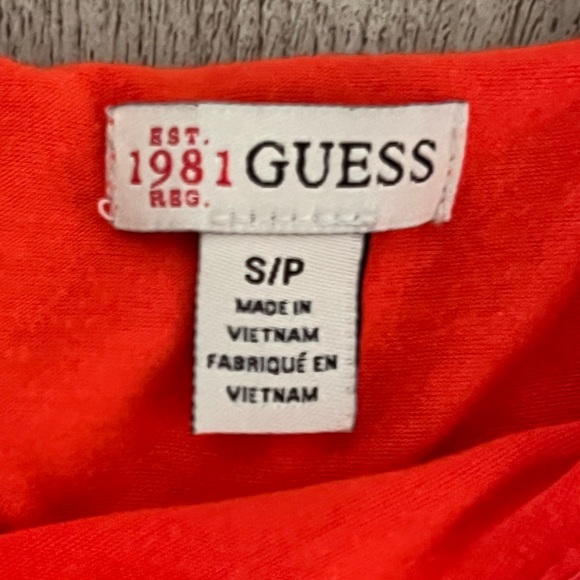 EST.
1981 GUESS
REG.
S/P
MADE IN
VIETNAM
FABRIQUÉ EN
VIETNAM